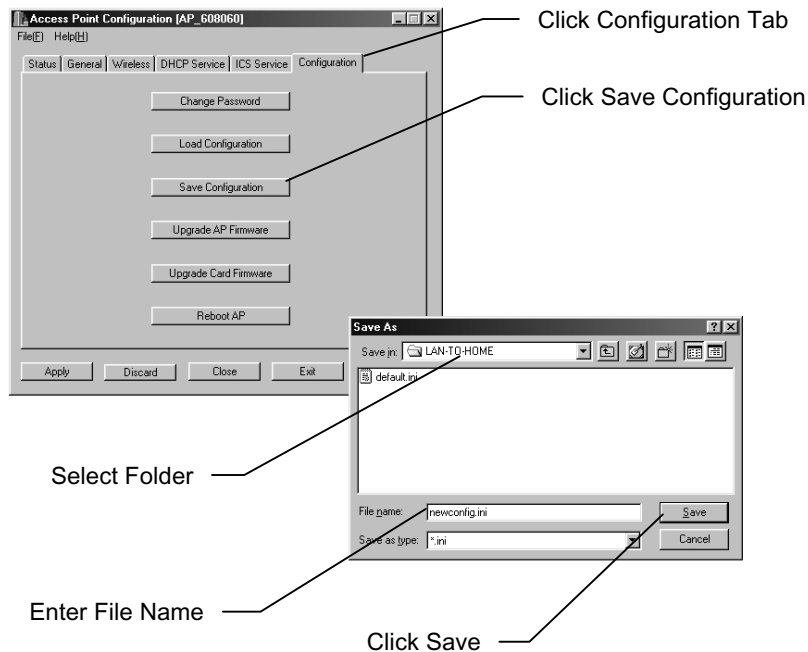 Access Point Configuration [AP_608060]
File(F) Help(H)
Status General Wireless DHCP Service ICS Service Configuration
Change Password
Load Configuration
Save Configuration
Upgrade AP Firmware
Upgrade Card Firmware
Reboot AP
Apply Discard Close Exit
Click Configuration Tab
Click Save Configuration
Save As
Save in: LAN-TO-HOME
default.ini
File name: newconfig.ini Save
Save as type: *.ini Cancel
Select Folder
Enter File Name
Click Save